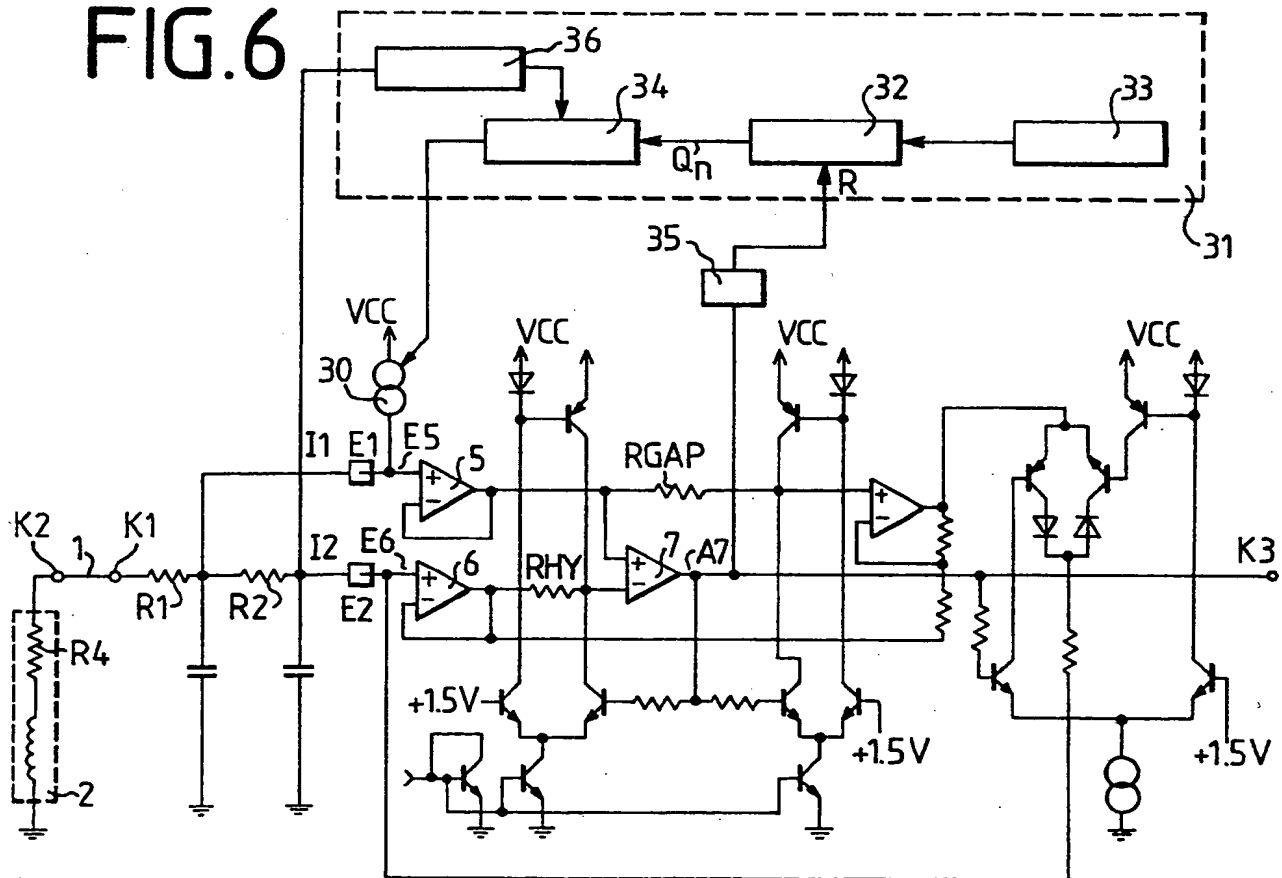 FIG.6
36
34
32
33
Q'n
R
31
35
VCC
VCC
VCC
VCC
30
I1
E1
E5
5
RGAP
K2
1
K1
I2
E6
6
RHY
7
A7
K3
R1
R2
E2
R4
+1.5V
+1.5V
+1.5V
2